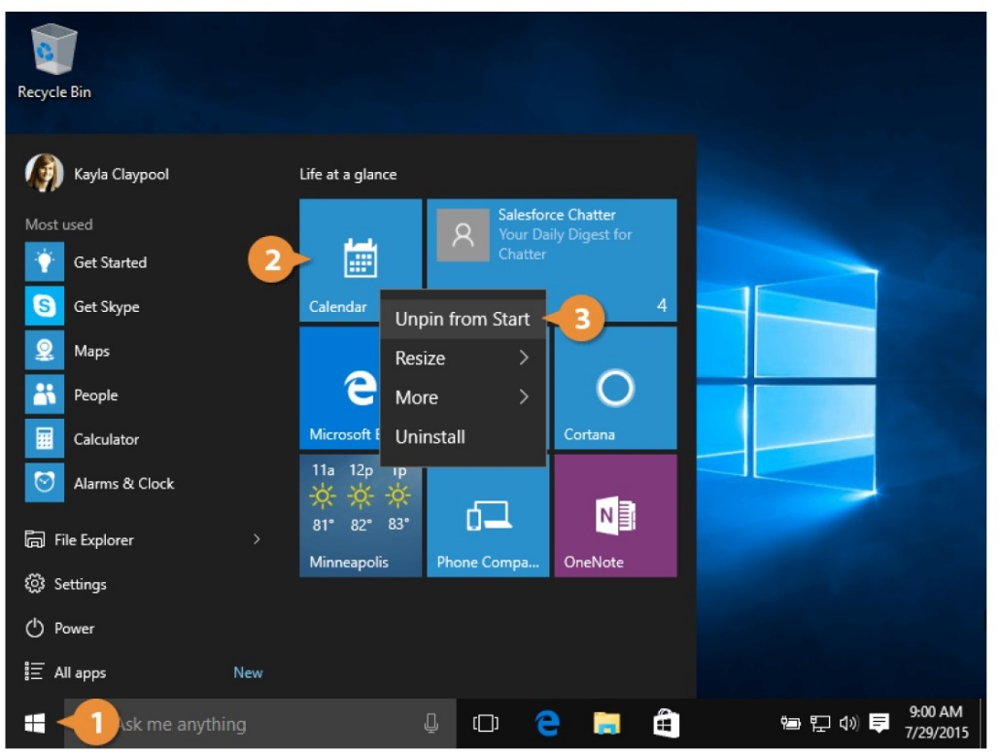 Recycle Bin
Kayla Claypool
Life at a glance
Most used
Get Started
Get Skype
Maps
People
Calculator
Alarms & Clock
File Explorer
Settings
Power
All apps
New
2
Calendar
Salesforce Chatter
Your Daily Digest for
Chatter
4
Unpin from Start
3
Resize
More
Uninstall
Microsoft E
Cortana
11a 12p 1p
81° 82° 83°
Minneapolis
Phone Compa...
N
OneNote
1
Ask me anything
9:00 AM
7/29/2015